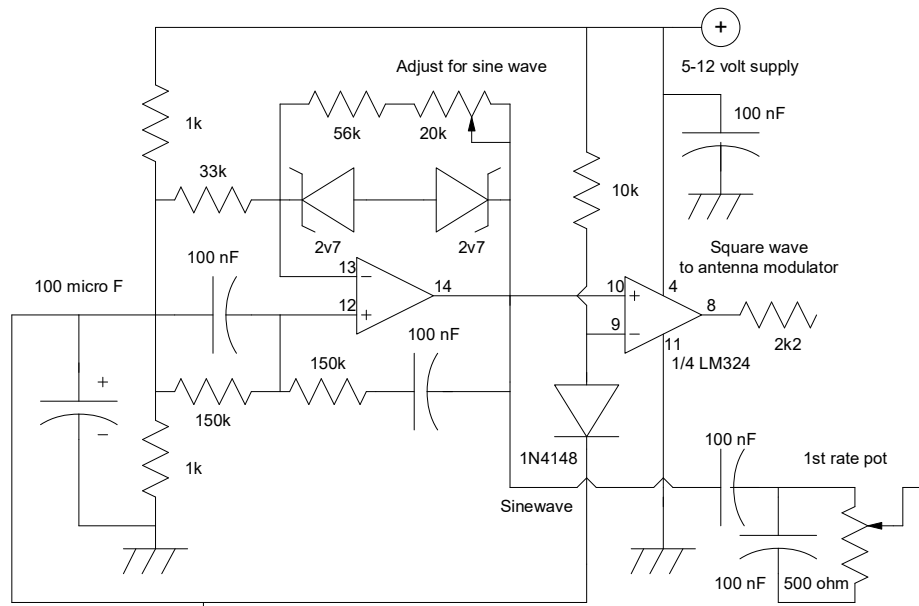 +
5-12 volt supply
Adjust for sine wave
100 nF
1k
56k
20k
33k
10k
2v7
2v7
Square wave
to antenna modulator
100 nF
13
−
14
10
+
4
8
100 micro F
12
+
100 nF
9
−
11
2k2
1/4 LM324
+
150k
150k
−
1k
1N4148
100 nF
1st rate pot
Sinewave
100 nF
500 ohm